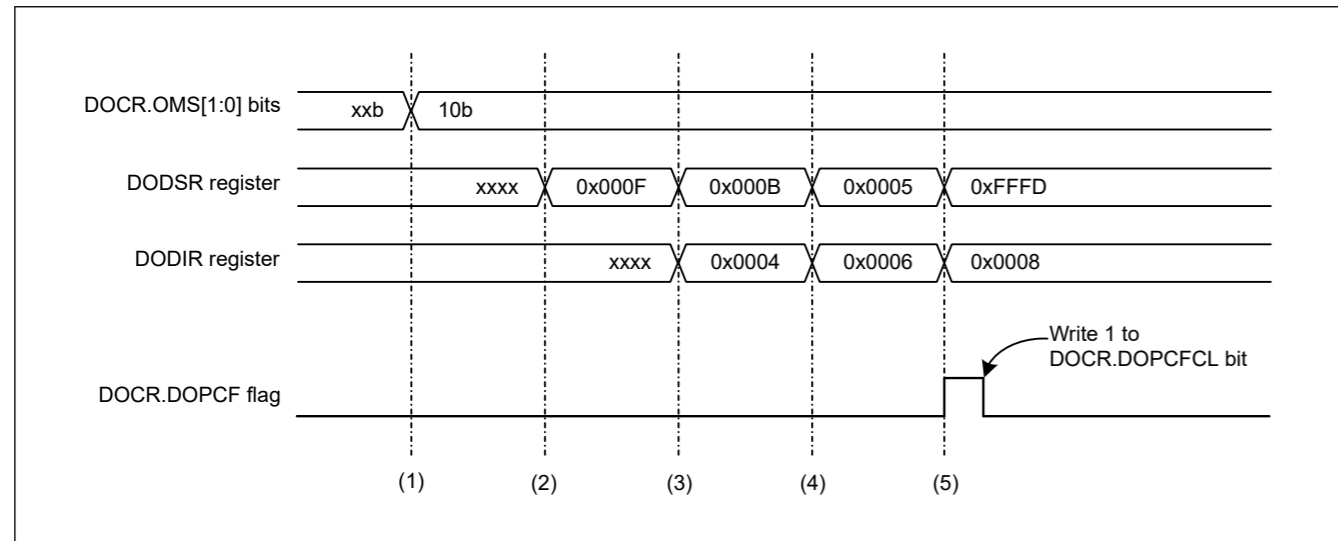 DOCR.OMS[1:0] bits xxb 10b
DODSR register xxxx 0x000F 0x000B 0x0005 0xFFFD
DODIR register xxxx 0x0004 0x0006 0x0008
Write 1 to
DOCR.DOPCFCL bit
DOCR.DOPCF flag
(1) (2) (3) (4) (5)